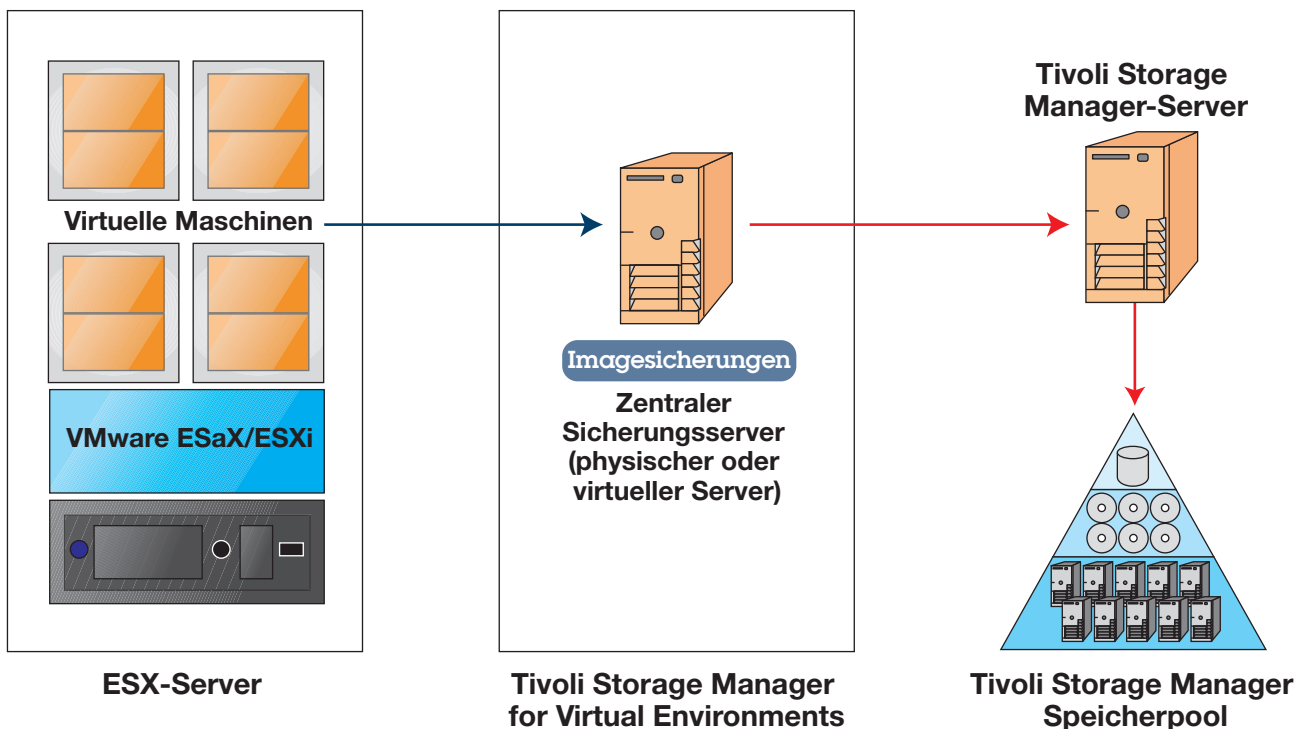 Virtuelle Maschinen
VMware ESaX/ESXi
ESX-Server
Imagesicherungen
Zentraler
Sicherungsserver
(physischer oder
virtueller Server)
Tivoli Storage Manager
for Virtual Environments
Tivoli Storage
Manager-Server
Tivoli Storage Manager
Speicherpool